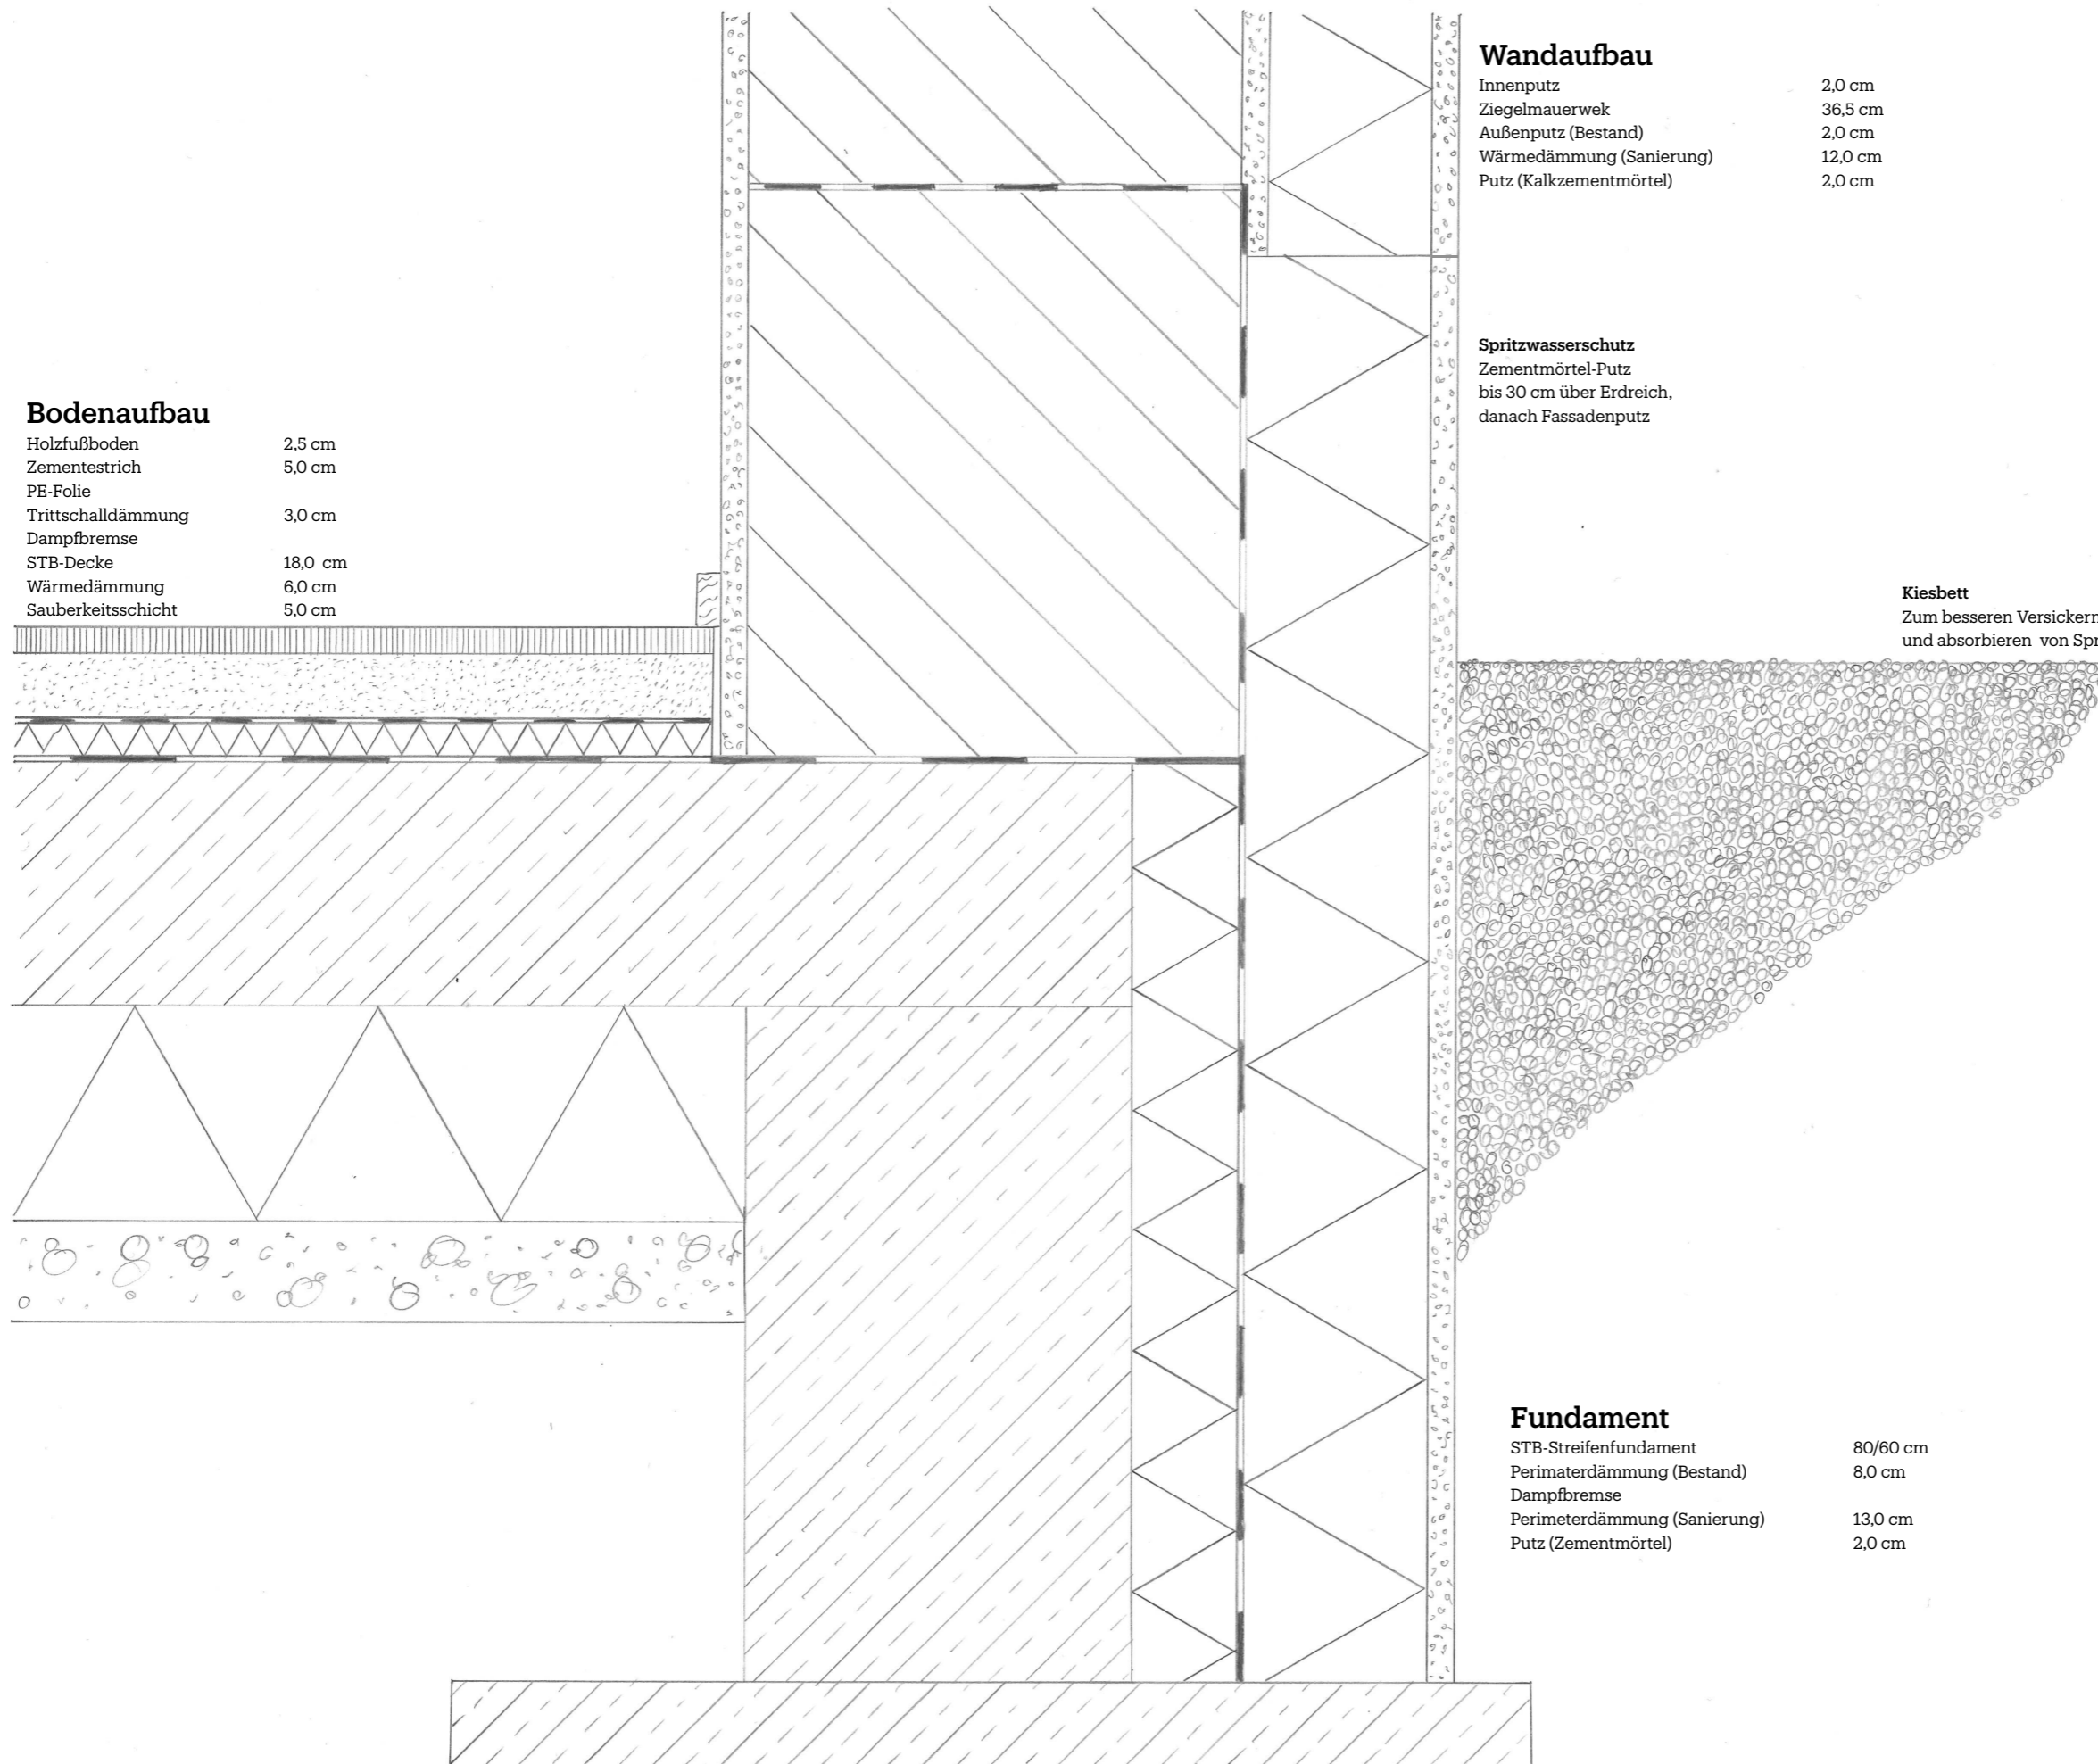 Wandaufbau
Innenputz 2,0 cm
Ziegelmauerwek 36,5 cm
Außenputz (Bestand) 2,0 cm
Wärmedämmung (Sanierung) 12,0 cm
Putz (Kalkzementmörtel) 2,0 cm
Spritzwasserschutz
Zementmörtel-Putz
bis 30 cm über Erdreich,
danach Fassadenputz
Bodenaufbau
Holzfußboden 2,5 cm
Zementestrich 5,0 cm
PE-Folie
Trittschalldämmung 3,0 cm
Dampfbremse
STB-Decke 18,0 cm
Wärmedämmung 6,0 cm
Sauberkeitsschicht 5,0 cm
Kiesbett
Zum besseren Versickern
und absorbieren von Spr
Fundament
STB-Streifenfundament 80/60 cm
Perimaterdämmung (Bestand) 8,0 cm
Dampfbremse
Perimeterdämmung (Sanierung) 13,0 cm
Putz (Zementmörtel) 2,0 cm